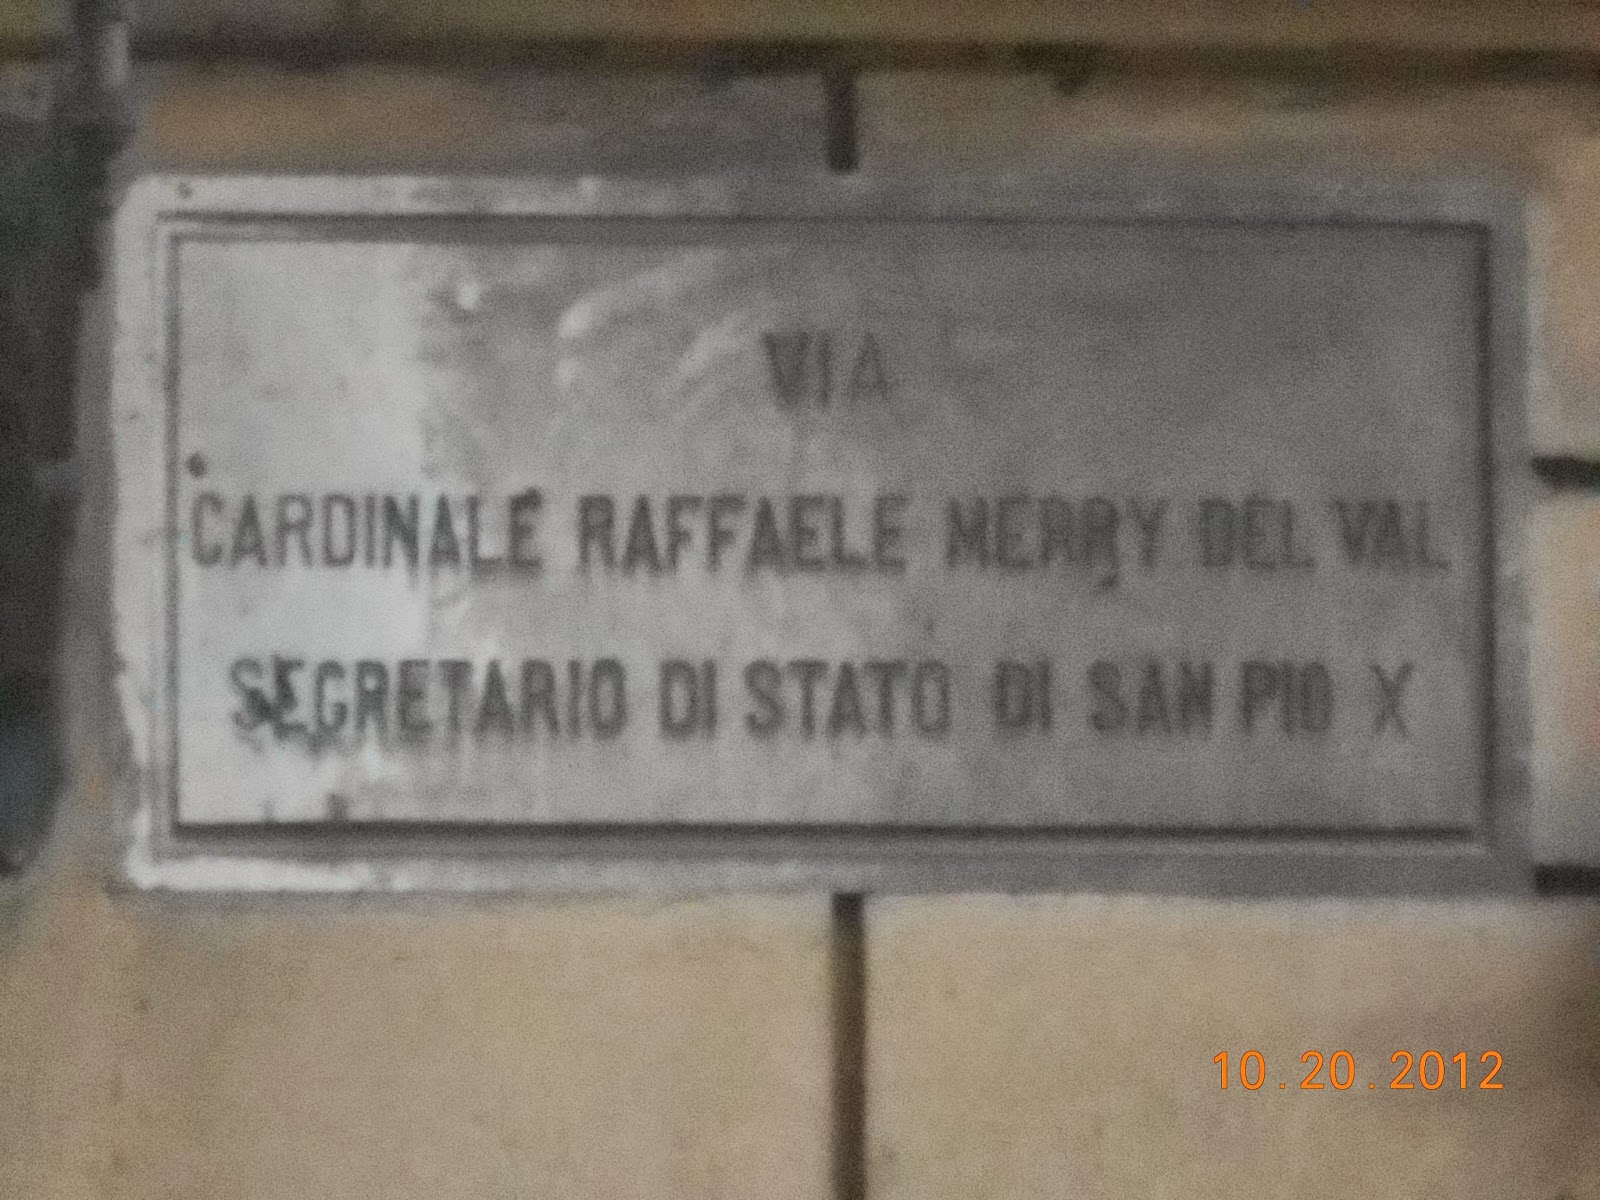 VIA
CARDINALE RAFFAELE MERRY DEL VAL
SEGRETARIO DI STATO DI SAN PIO X
10.20.2012